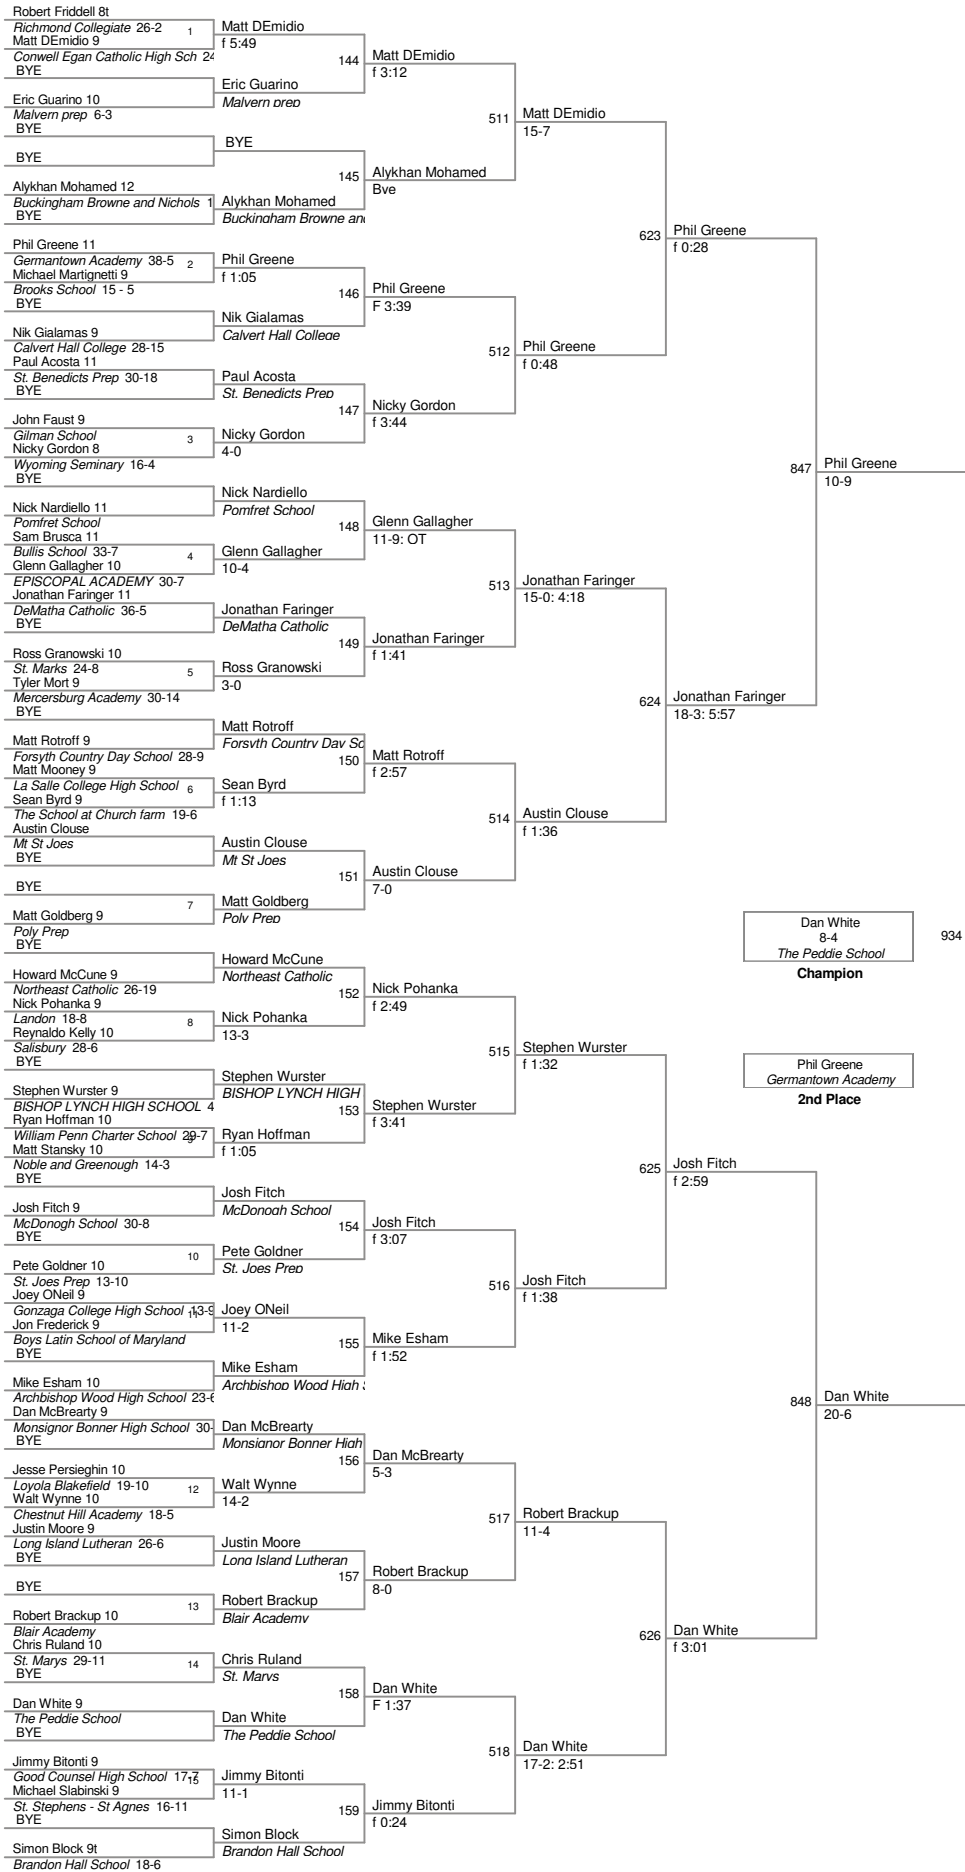 Robert Friddell 8t
Richmond Collegiate 26-2
1
Matt DEmidio 9
Conwell Egan Catholic High Sch 24
BYE
Eric Guarino 10
Malvern prep 6-3
BYE
BYE
Alykhan Mohamed 12
Buckingham Browne and Nichols 1
BYE
Phil Greene 11
Germantown Academy 38-5
2
Michael Martignetti 9
Brooks School 15 - 5
BYE
Nik Gialamas 9
Calvert Hall College 28-15
Paul Acosta 11
St. Benedicts Prep 30-18
BYE
John Faust 9
Gilman School
3
Nicky Gordon 8
Wyoming Seminary 16-4
BYE
Nick Nardiello 11
Pomfret School
Sam Brusca 11
Bullis School 33-7
4
Glenn Gallagher 10
EPISCOPAL ACADEMY 30-7
Jonathan Faringer 11
DeMatha Catholic 36-5
BYE
Ross Granowski 10
St. Marks 24-8
5
Tyler Mort 9
Mercersburg Academy 30-14
BYE
Matt Rotroff 9
Forsyth Country Day School 28-9
Matt Mooney 9
La Salle College High School
6
Sean Byrd 9
The School at Church farm 19-6
Austin Clouse
Mt St Joes
BYE
BYE
7
Matt Goldberg 9
Poly Prep
BYE
Howard McCune 9
Northeast Catholic 26-19
Nick Pohanka 9
Landon 18-8
8
Reynaldo Kelly 10
Salisbury 28-6
BYE
Stephen Wurster 9
BISHOP LYNCH HIGH SCHOOL 4
Ryan Hoffman 10
William Penn Charter School 29-7
9
Matt Stansky 10
Noble and Greenough 14-3
BYE
Josh Fitch 9
McDonogh School 30-8
BYE
10
Pete Goldner 10
St. Joes Prep 13-10
Joey ONeil 9
Gonzaga College High School 13-9
11
Jon Frederick 9
Boys Latin School of Maryland
BYE
Mike Esham 10
Archbishop Wood High School 23-6
Dan McBrearty 9
Monsignor Bonner High School 30-
BYE
Jesse Persieghin 10
Loyola Blakefield 19-10
12
Walt Wynne 10
Chestnut Hill Academy 18-5
Justin Moore 9
Long Island Lutheran 26-6
BYE
BYE
13
Robert Brackup 10
Blair Academy
Chris Ruland 10
St. Marys 29-11
14
BYE
Dan White 9
The Peddie School
BYE
Jimmy Bitonti 9
Good Counsel High School 17-7
15
Michael Slabinski 9
St. Stephens - St Agnes 16-11
BYE
Simon Block 9t
Brandon Hall School 18-6
Matt DEmidio
f 5:49
144
Eric Guarino
Malvern prep
BYE
145
Alykhan Mohamed
Buckingham Browne and
Phil Greene
f 1:05
146
Nik Gialamas
Calvert Hall College
Paul Acosta
St. Benedicts Prep
147
Nicky Gordon
4-0
Nick Nardiello
Pomfret School
148
Glenn Gallagher
10-4
Jonathan Faringer
DeMatha Catholic
149
Ross Granowski
3-0
Matt Rotroff
Forsyth Country Day Sc
150
Sean Byrd
f 1:13
Austin Clouse
Mt St Joes
151
Matt Goldberg
Poly Prep
Howard McCune
Northeast Catholic
152
Nick Pohanka
13-3
Stephen Wurster
BISHOP LYNCH HIGH
153
Ryan Hoffman
f 1:05
Josh Fitch
McDonogh School
154
Pete Goldner
St. Joes Prep
Joey ONeil
11-2
155
Mike Esham
Archbishop Wood High
Dan McBrearty
Monsignor Bonner High
156
Walt Wynne
14-2
Justin Moore
Long Island Lutheran
157
Robert Brackup
Blair Academy
Chris Ruland
St. Marys
158
Dan White
The Peddie School
Jimmy Bitonti
11-1
159
Simon Block
Brandon Hall School
Matt DEmidio
f 3:12
511
Alykhan Mohamed
Bye
Phil Greene
F 3:39
512
Nicky Gordon
f 3:44
Glenn Gallagher
11-9: OT
513
Jonathan Faringer
f 1:41
Matt Rotroff
f 2:57
514
Austin Clouse
7-0
Nick Pohanka
f 2:49
515
Stephen Wurster
f 3:41
Josh Fitch
f 3:07
516
Mike Esham
f 1:52
Dan McBrearty
5-3
517
Robert Brackup
8-0
Dan White
F 1:37
518
Jimmy Bitonti
f 0:24
Matt DEmidio
15-7
623
Phil Greene
f 0:48
Jonathan Faringer
15-0: 4:18
624
Austin Clouse
f 1:36
Stephen Wurster
f 1:32
625
Josh Fitch
f 1:38
Robert Brackup
11-4
626
Dan White
17-2: 2:51
Phil Greene
f 0:28
847
Jonathan Faringer
18-3: 5:57
Josh Fitch
f 2:59
848
Dan White
f 3:01
Phil Greene
10-9
Dan White
8-4
The Peddie School
934
Champion
Phil Greene
Germantown Academy
2nd Place
Dan White
20-6